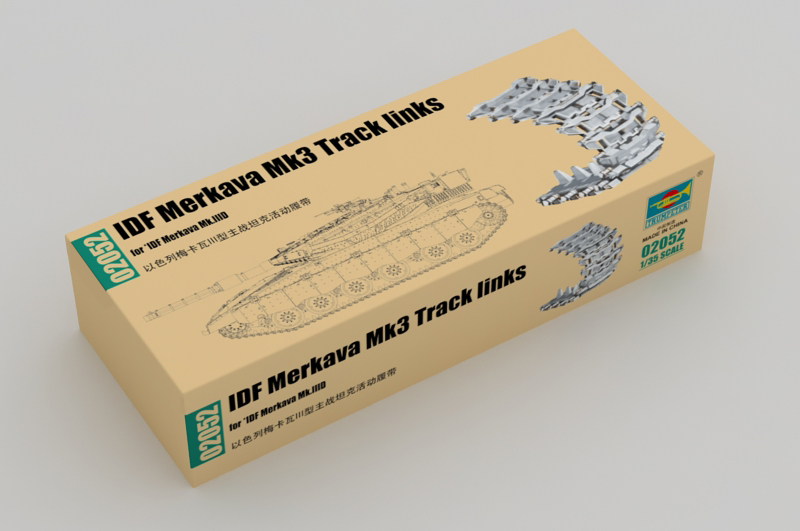 02052
IDF Merkava Mk3 Track links
for 'IDF Merkava Mk.IIID
以色列梅卡瓦III型主战坦克活动履带
02052
IDF Merkava Mk3 Track links
for 'IDF Merkava Mk.IIID
以色列梅卡瓦III型主战坦克活动履带
®
TRUMPETER
MADE IN CHINA
02052
1/35 SCALE